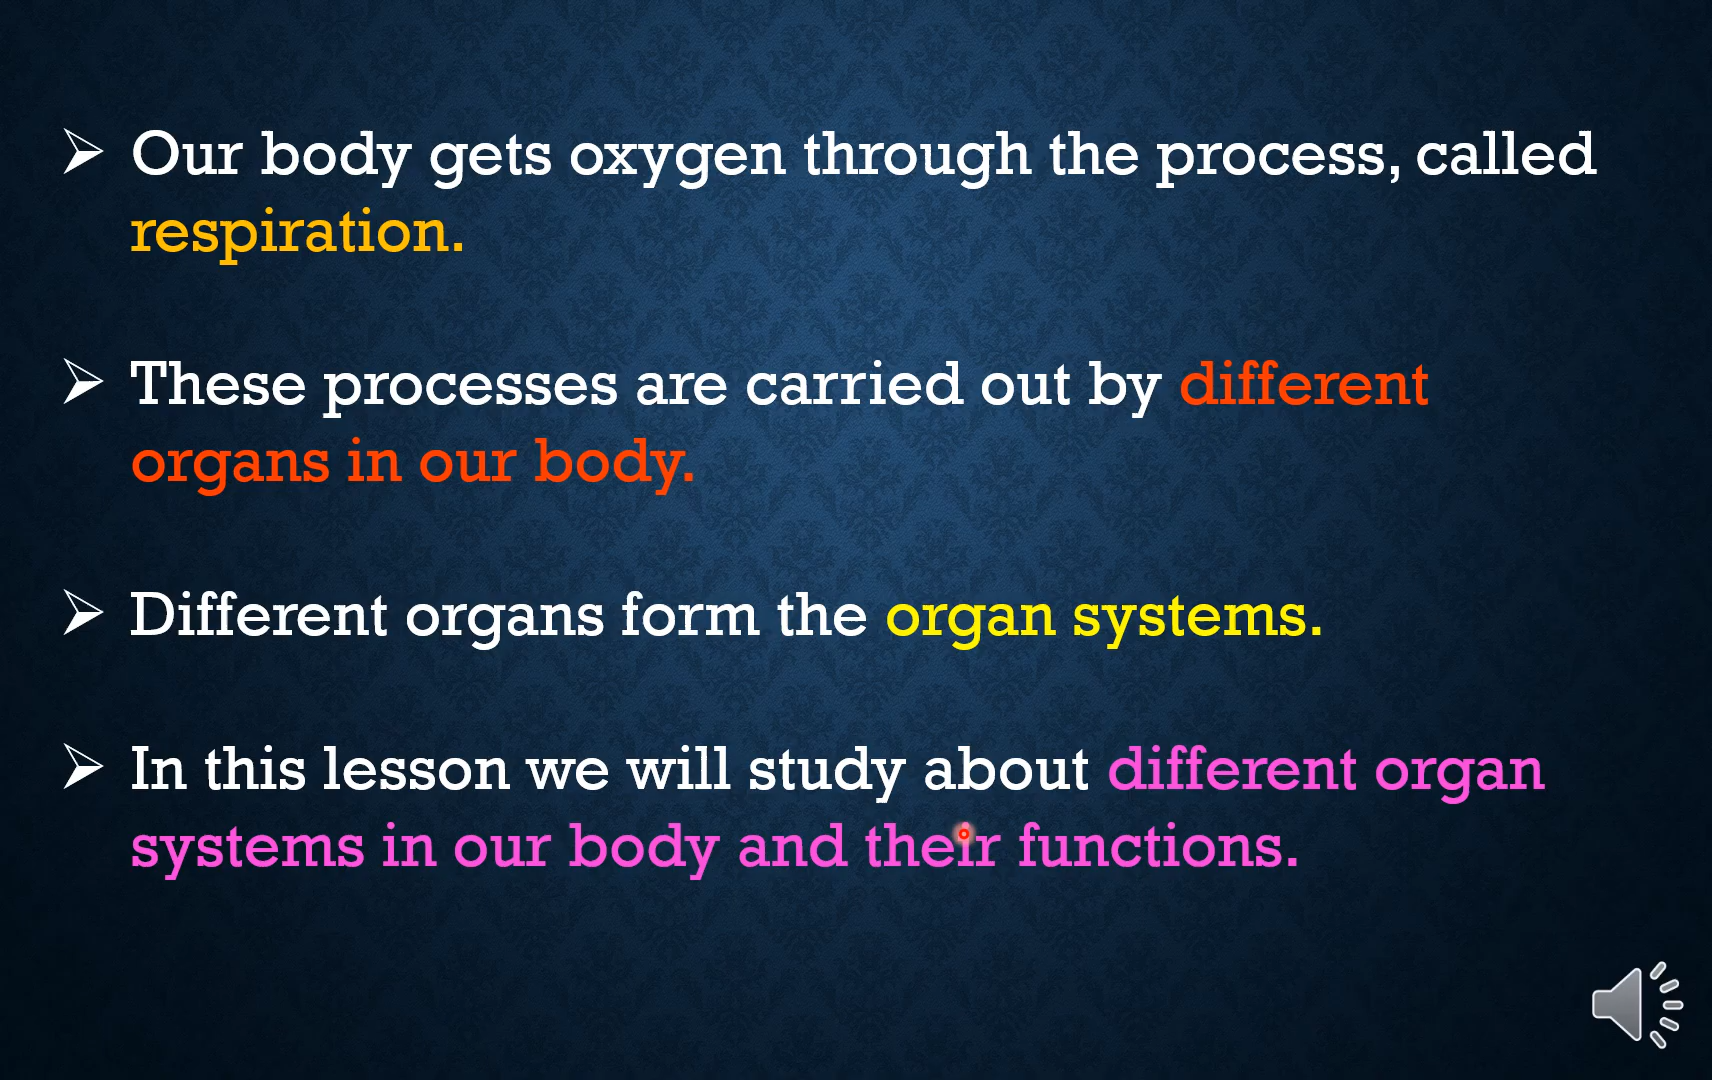 Our body gets oxygen through the process, called
respiration.
These processes are carried out by different
organs in our body.
Different organs form the organ systems.
In this lesson we will study about different organ
systems in our body and their functions.